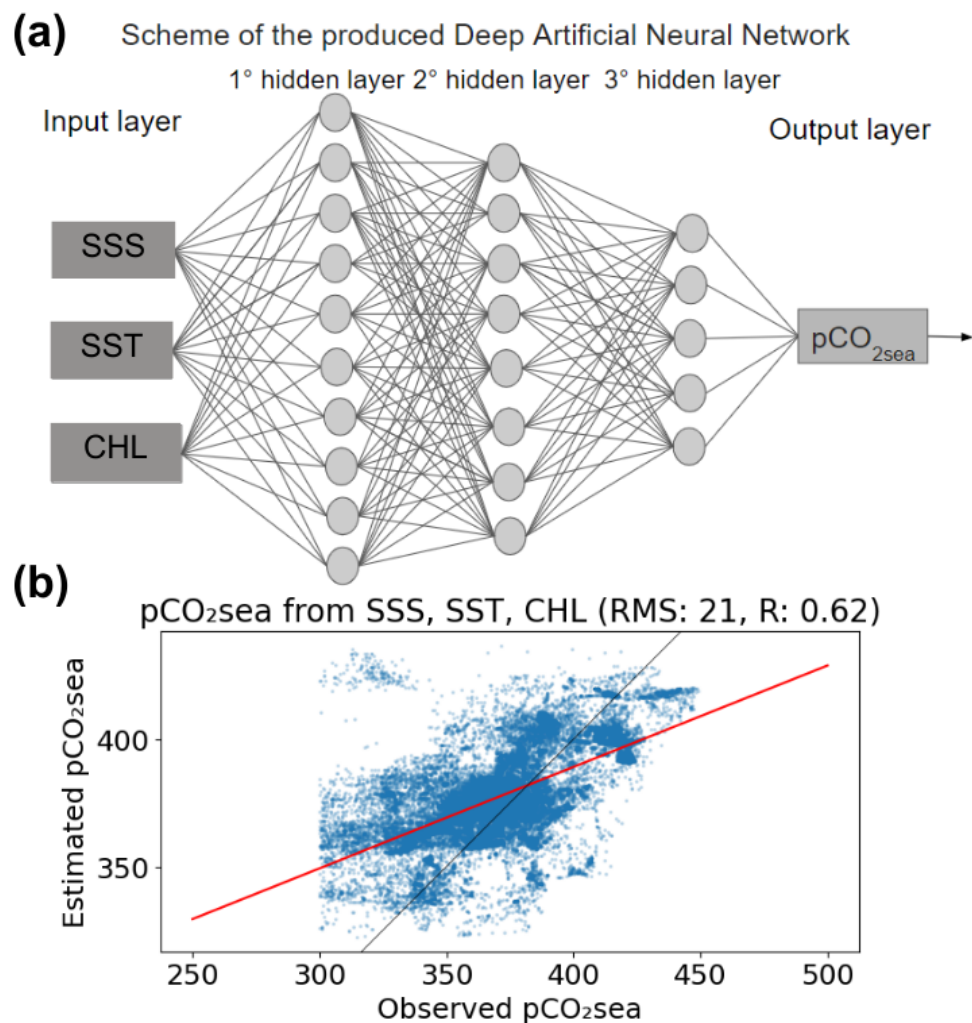 (a) Scheme of the produced Deep Artificial Neural Network
1° hidden layer 2° hidden layer 3° hidden layer
Input layer
Output layer
SSS
SST
CHL
pCO₂sea
(b)
pCO₂sea from SSS, SST, CHL (RMS: 21, R: 0.62)
Estimated pCO₂sea
400
350
250 300 350 400 450 500
Observed pCO₂sea